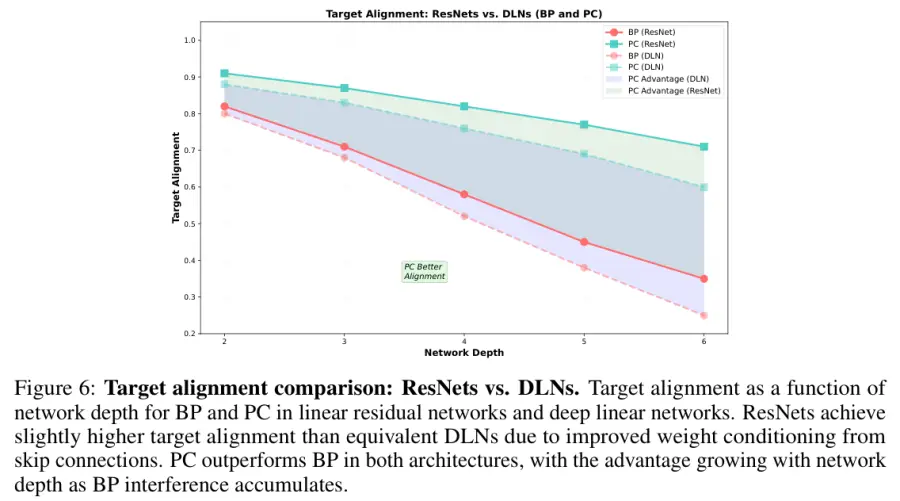 Target Alignment: ResNets vs. DLNs (BP and PC)
BP (ResNet)
PC (ResNet)
BP (DLN)
PC (DLN)
PC Advantage (DLN)
PC Advantage (ResNet)
Target Alignment
1.0
0.9
0.8
0.7
0.6
0.5
0.4
0.3
0.2
PC Better
Alignment
2
3
4
5
6
Network Depth
Figure 6: Target alignment comparison: ResNets vs. DLNs. Target alignment as a function of
network depth for BP and PC in linear residual networks and deep linear networks. ResNets achieve
slightly higher target alignment than equivalent DLNs due to improved weight conditioning from
skip connections. PC outperforms BP in both architectures, with the advantage growing with network
depth as BP interference accumulates.